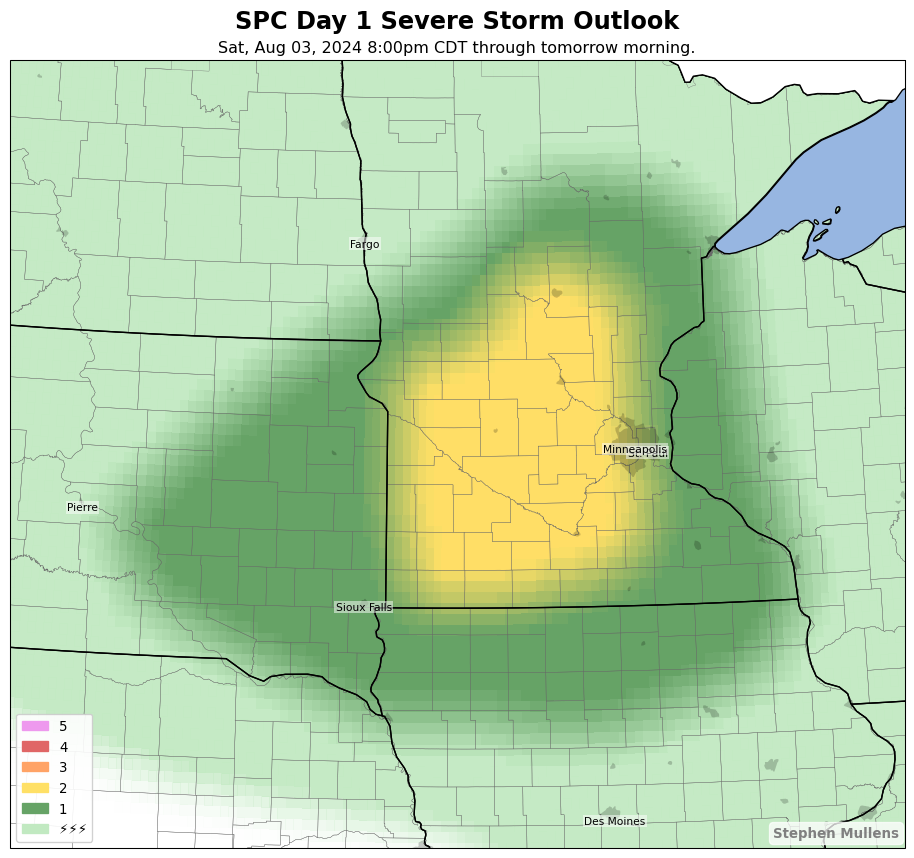 SPC Day 1 Severe Storm Outlook
Sat, Aug 03, 2024 8:00pm CDT through tomorrow morning.
Fargo
Minneapolis
St. Paul
Pierre
Sioux Falls
5
4
3
2
1
⚡⚡⚡
Des Moines
Stephen Mullens